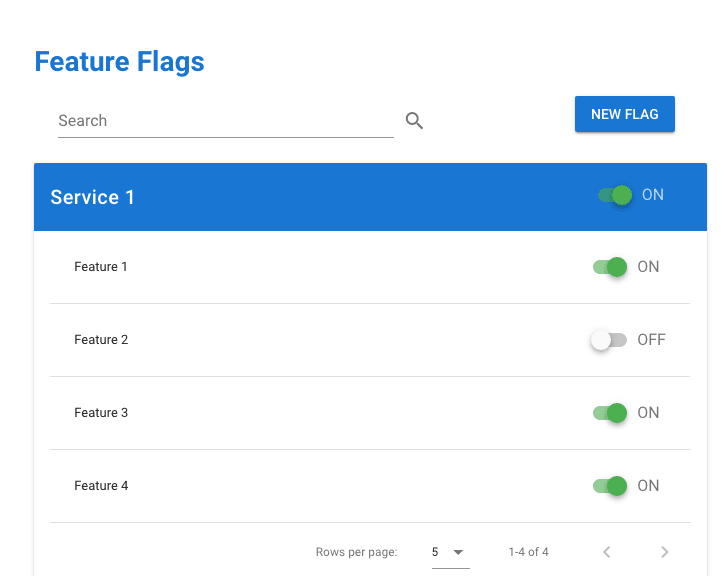 Feature Flags
Search
NEW FLAG
Service 1 ON
Feature 1 ON
Feature 2 OFF
Feature 3 ON
Feature 4 ON
Rows per page: 5 1-4 of 4